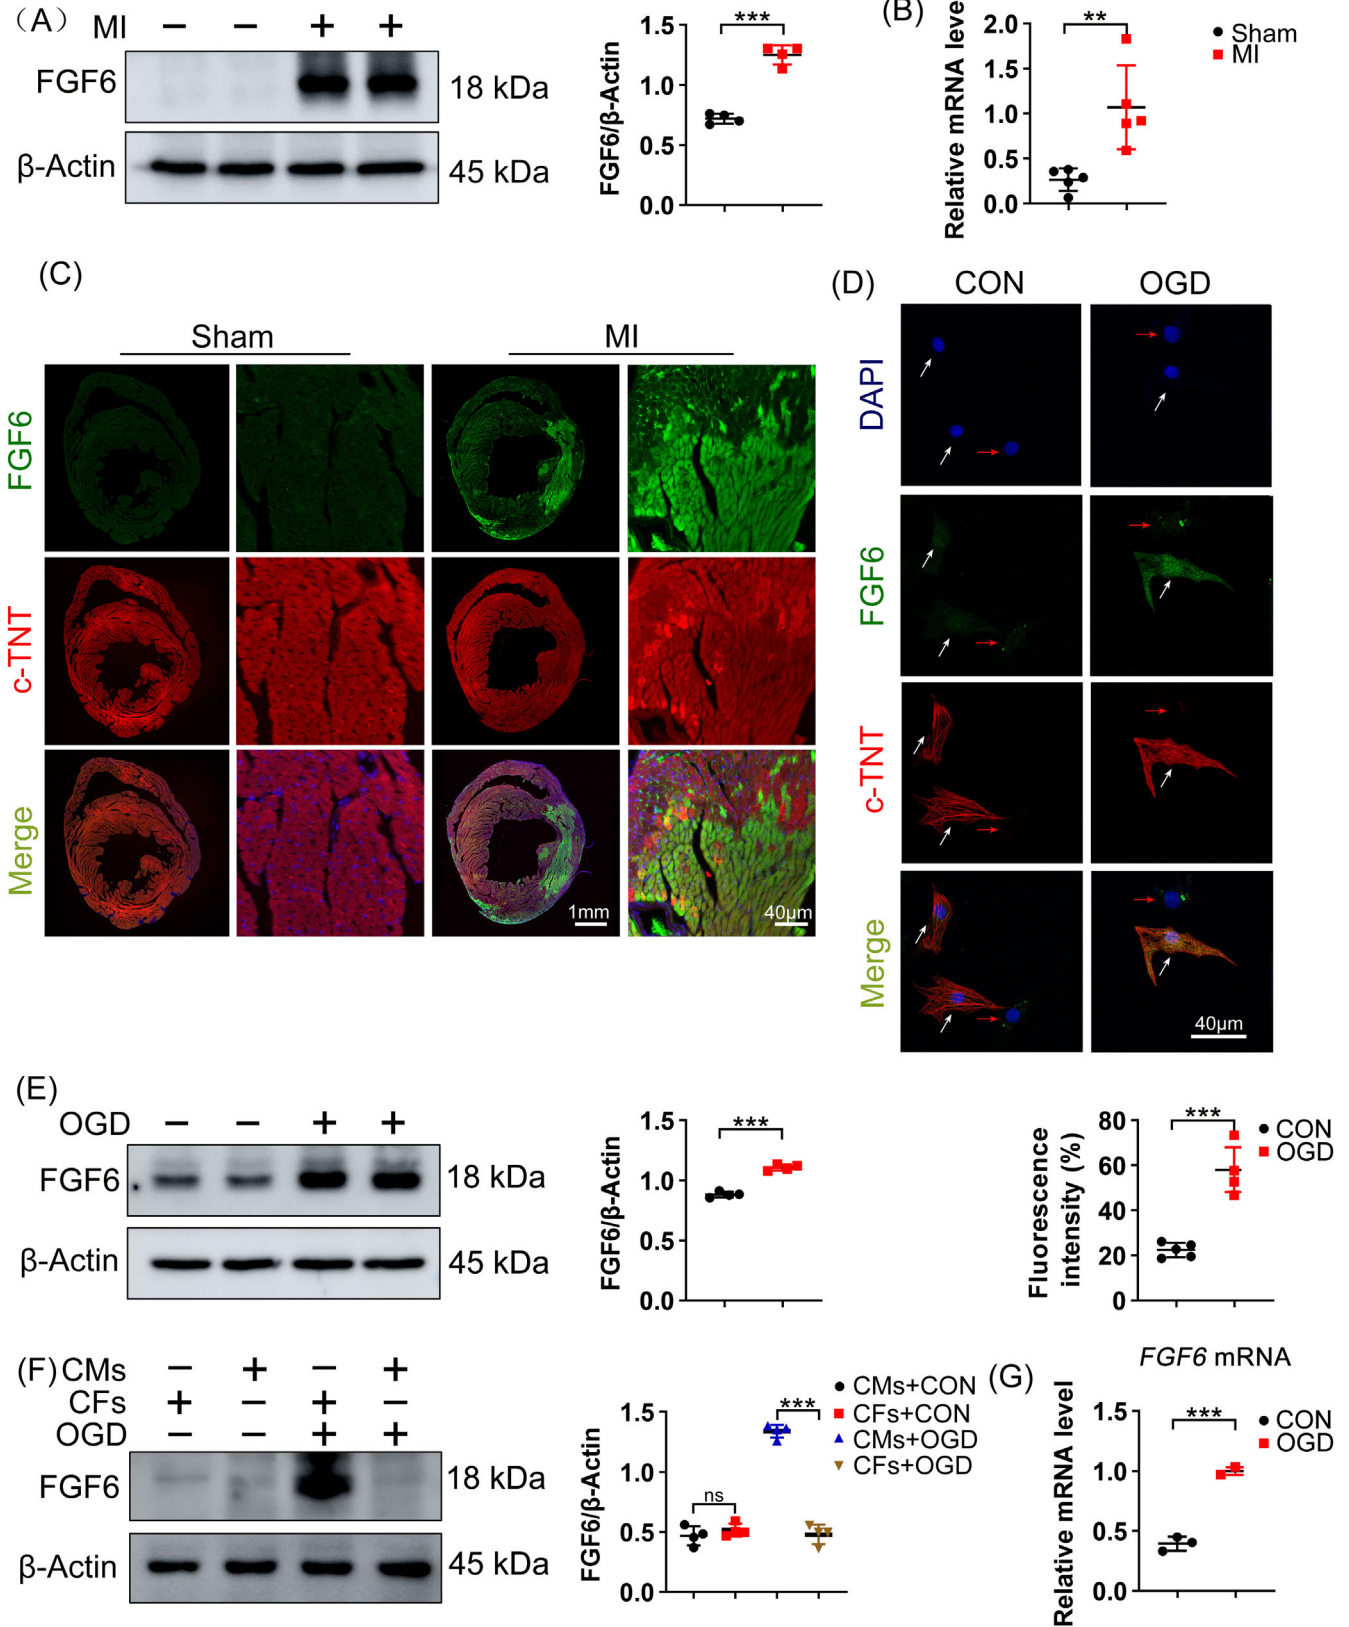 (A)
MI − − + +
FGF6
18 kDa
β-Actin
45 kDa
FGF6/β-Actin
1.5
1.0
0.5
0.0
***
(B)
Relative mRNA level
2.0
1.5
1.0
0.5
0.0
**
Sham
MI
(C)
Sham
MI
FGF6
c-TNT
Merge
1mm
40μm
(D)
CON
OGD
DAPI
FGF6
c-TNT
Merge
40μm
Fluorescence
intensity (%)
80
60
40
20
0
***
CON
OGD
(E)
OGD − − + +
FGF6
18 kDa
β-Actin
45 kDa
FGF6/β-Actin
1.5
1.0
0.5
0.0
***
(F) CMs − + − +
CFs + − + −
OGD − − + +
FGF6
18 kDa
β-Actin
45 kDa
FGF6/β-Actin
1.5
1.0
0.5
0.0
ns
***
CMs+CON
CFs+CON
CMs+OGD
CFs+OGD
(G)
FGF6 mRNA
Relative mRNA level
1.5
1.0
0.5
0.0
***
CON
OGD